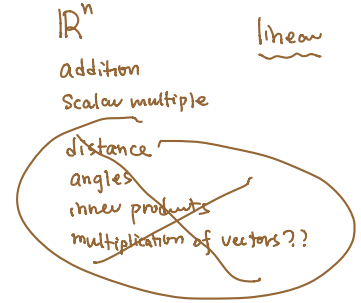 ℝⁿ
linear
addition
scalar multiple
distance
angles
inner products
multiplication of vectors??